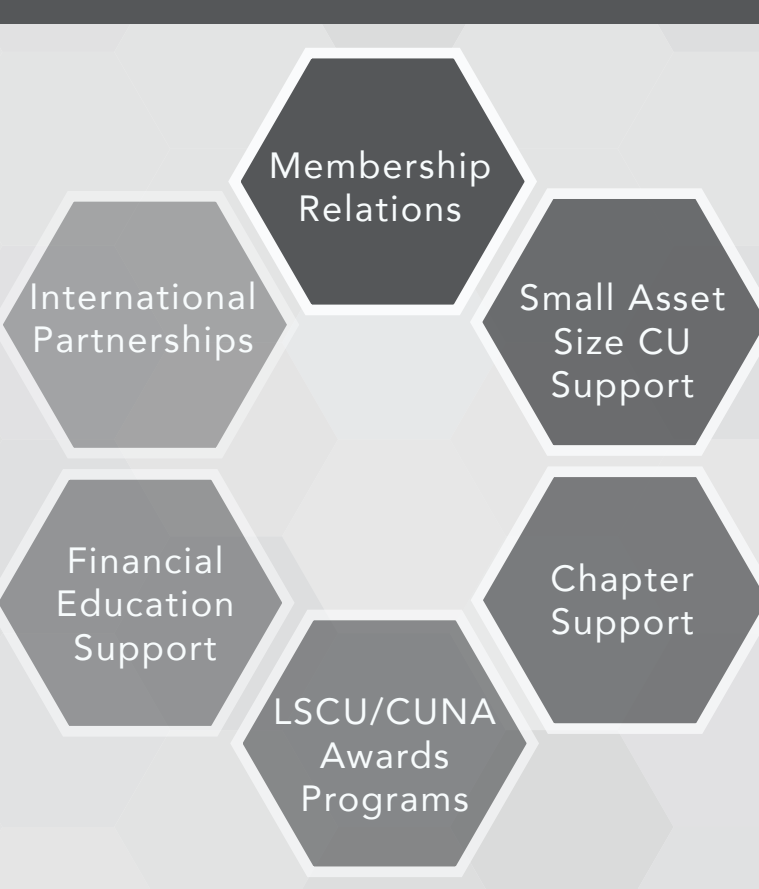 Membership
Relations
Small Asset
Size CU
Support
Chapter
Support
LSCU/CUNA
Awards
Programs
Financial
Education
Support
International
Partnerships